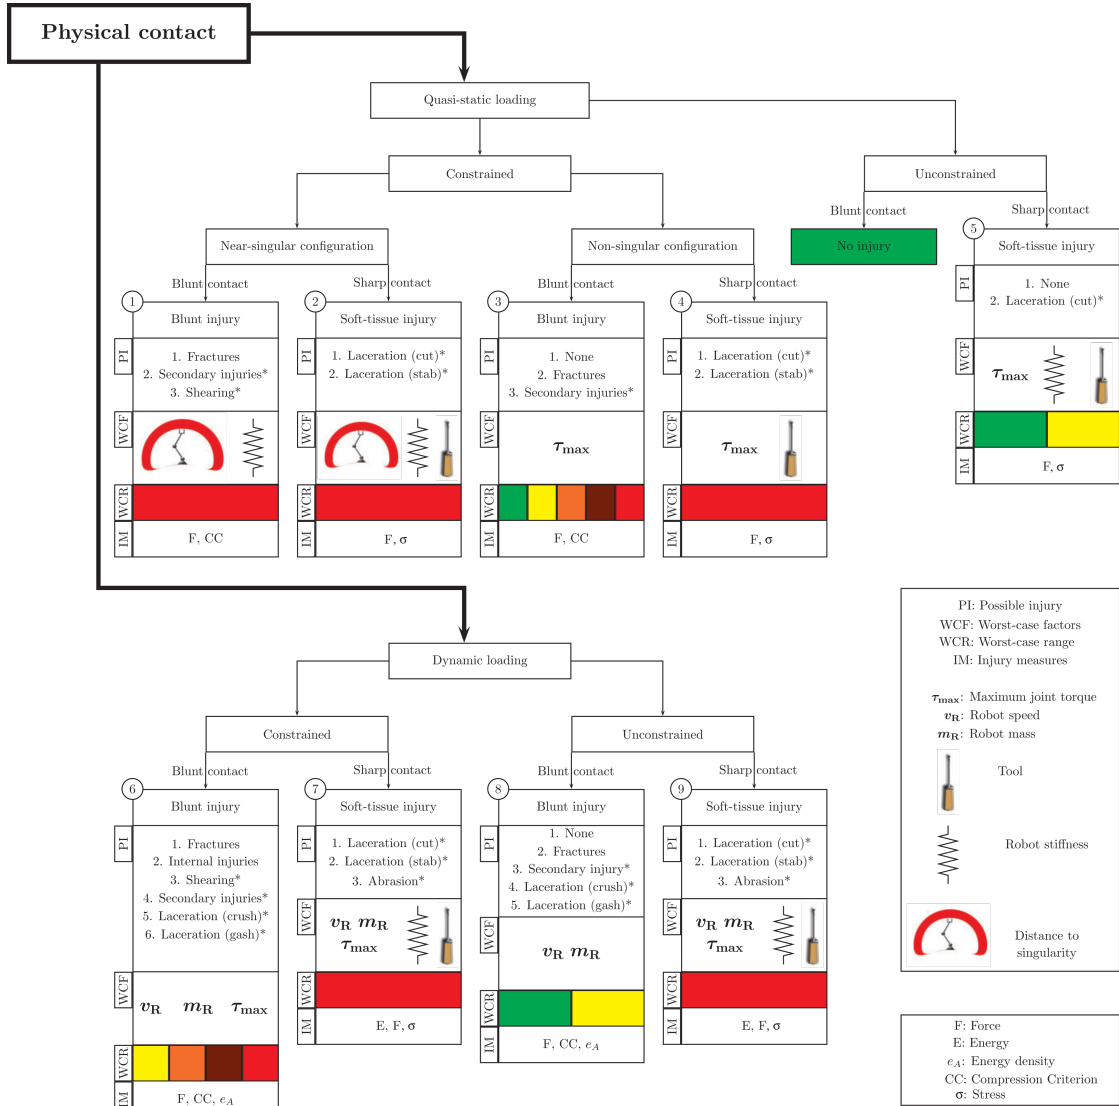 Physical contact
Quasi-static loading
Constrained
Unconstrained
Blunt contact
Sharp contact
Near-singular configuration
Non-singular configuration
No injury
5
Soft-tissue injury
PI
1. None
2. Laceration (cut)*
WCF
τmax
WCR
IM
F, σ
Blunt contact
Sharp contact
Blunt contact
Sharp contact
1
Blunt injury
PI
1. Fractures
2. Secondary injuries*
3. Shearing*
WCF
WCR
IM
F, CC
2
Soft-tissue injury
PI
1. Laceration (cut)*
2. Laceration (stab)*
WCF
WCR
IM
F, σ
3
Blunt injury
PI
1. None
2. Fractures
3. Secondary injuries*
WCF
τmax
WCR
IM
F, CC
4
Soft-tissue injury
PI
1. Laceration (cut)*
2. Laceration (stab)*
WCF
τmax
WCR
IM
F, σ
Dynamic loading
Constrained
Unconstrained
Blunt contact
Sharp contact
Blunt contact
Sharp contact
6
Blunt injury
PI
1. Fractures
2. Internal injuries
3. Shearing*
4. Secondary injuries*
5. Laceration (crush)*
6. Laceration (gash)*
WCF
vR mR τmax
WCR
IM
F, CC, eA
7
Soft-tissue injury
PI
1. Laceration (cut)*
2. Laceration (stab)*
3. Abrasion*
WCF
vR mR
τmax
WCR
IM
E, F, σ
8
Blunt injury
PI
1. None
2. Fractures
3. Secondary injury*
4. Laceration (crush)*
5. Laceration (gash)*
WCF
vR mR
WCR
IM
F, CC, eA
9
Soft-tissue injury
PI
1. Laceration (cut)*
2. Laceration (stab)*
3. Abrasion*
WCF
vR mR
τmax
WCR
IM
E, F, σ
PI: Possible injury
WCF: Worst-case factors
WCR: Worst-case range
IM: Injury measures
τmax: Maximum joint torque
vR: Robot speed
mR: Robot mass
Tool
Robot stiffness
Distance to
singularity
F: Force
E: Energy
eA: Energy density
CC: Compression Criterion
σ: Stress